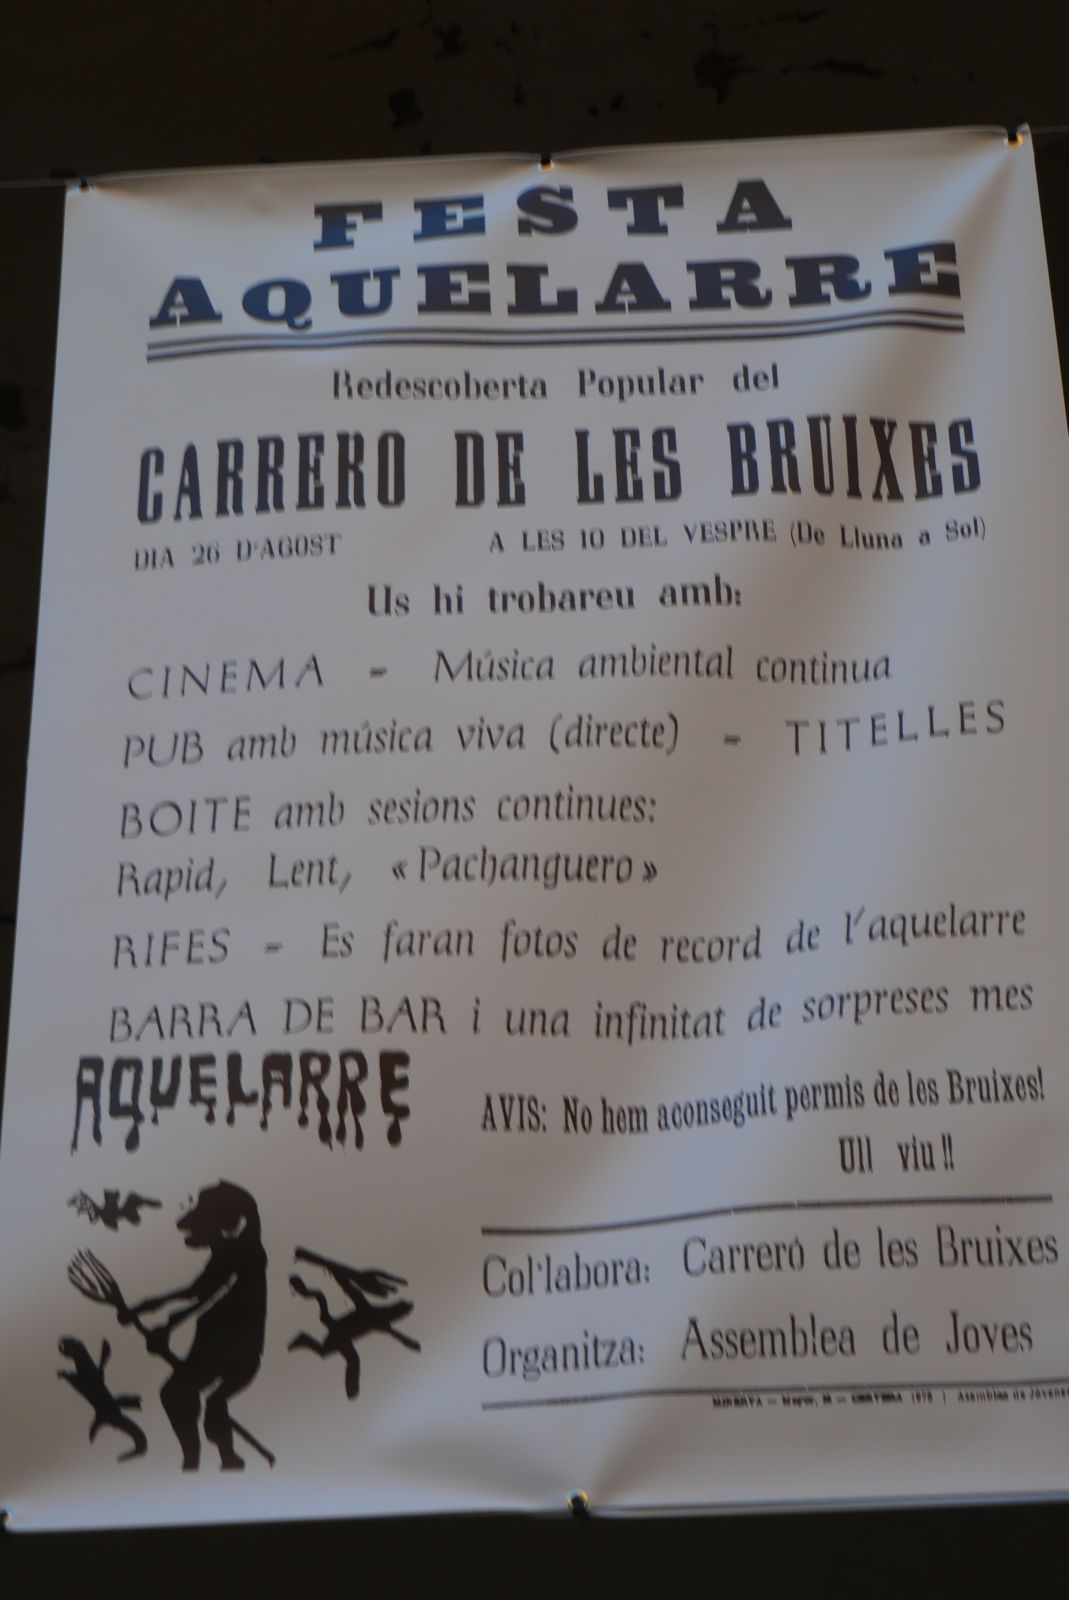 FESTA
AQUELARRE
Redescoberta Popular del
CARRERO DE LES BRUIXES
DIA 26 D'AGOST A LES 10 DEL VESPRE (De Lluna a Sol)
Us hi trobareu amb:
CINEMA - Música ambiental continua
PUB amb música viva (directe) - TITELLES
BOITE amb sesions continues:
Rapid, Lent, «Pachanguero»
RIFES - Es faran fotos de record de l'aquelarre
BARRA DE BAR i una infinitat de sorpreses mes
AQUELARRE
AVIS: No hem aconseguit permis de les Bruixes!
Ull viu!!
Col·labora: Carreró de les Bruixes
Organitza: Assemblea de Joves
MINERVA — Major, — CERVERA 1978 |